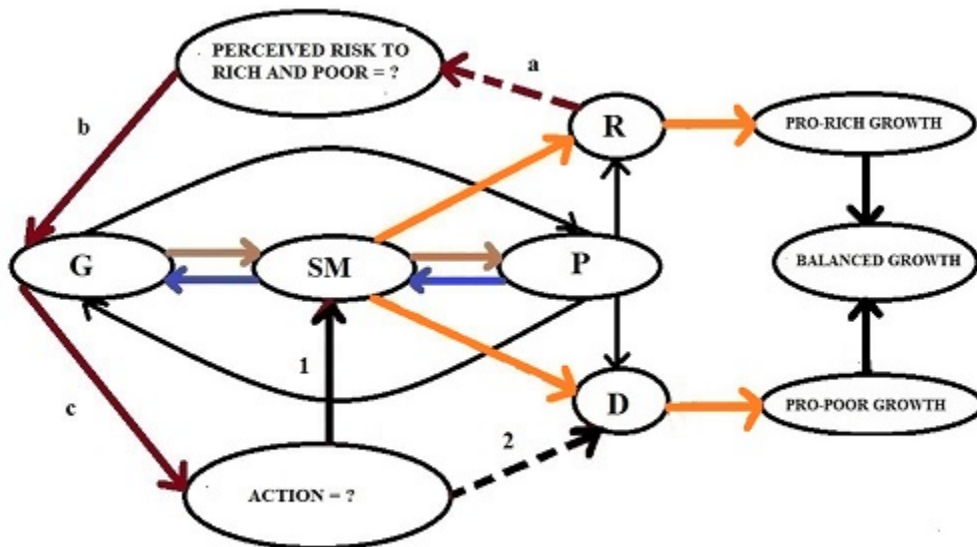 PERCEIVED RISK TO
RICH AND POOR = ?
a
R
PRO-RICH GROWTH
b
G
SM
P
BALANCED GROWTH
1
c
D
PRO-POOR GROWTH
2
ACTION = ?